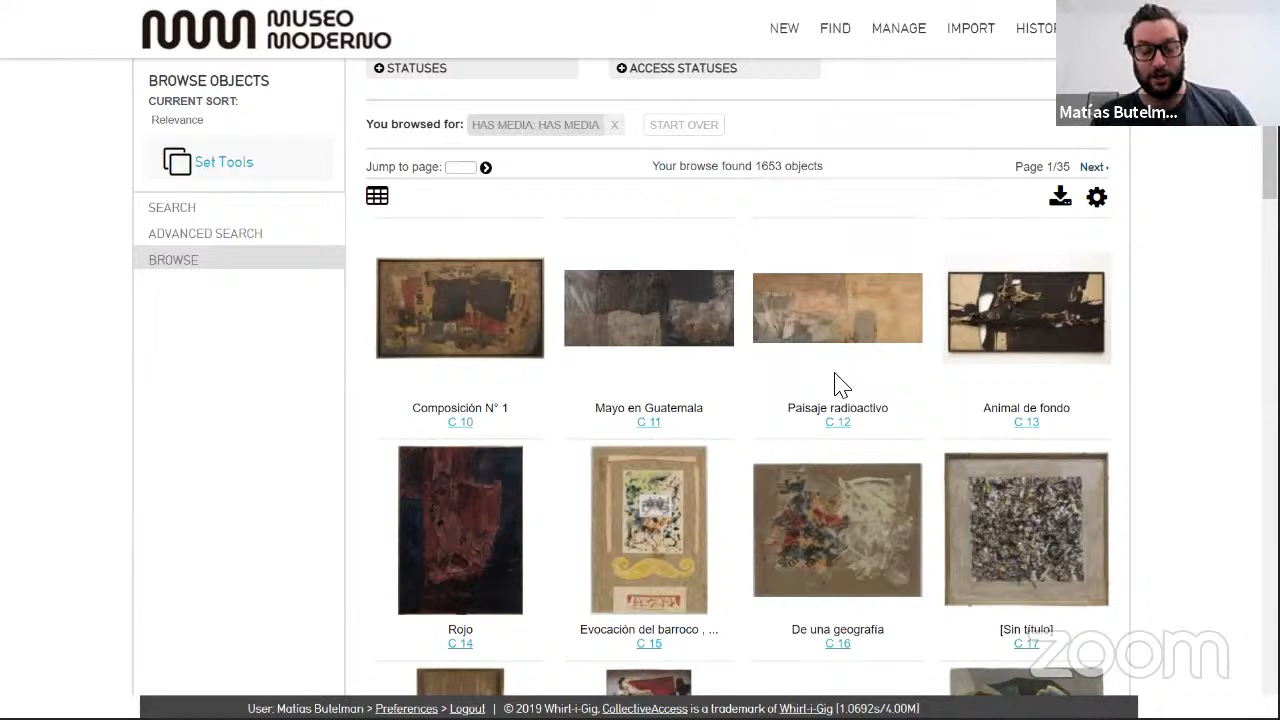 MUSEO
MODERNO
NEW FIND MANAGE IMPORT HISTO
Matías Butelm...
BROWSE OBJECTS
CURRENT SORT:
Relevance
Set Tools
SEARCH
ADVANCED SEARCH
BROWSE
STATUSES
ACCESS STATUSES
You browsed for: HAS MEDIA: HAS MEDIA X START OVER
Jump to page: Your browse found 1653 objects Page 1/35 Next
Composición N° 1
C 10
Mayo en Guatemala
C 11
Paisaje radioactivo
C 12
Animal de fondo
C 13
Rojo
C 14
Evocación del barroco , ...
C 15
De una geografía
C 16
[Sin título]
C 17
zoom
User: Matias Butelman > Preferences > Logout | © 2019 Whirl-i-Gig, CollectiveAccess is a trademark of Whirl-i-Gig [1.0692s/4.00M]